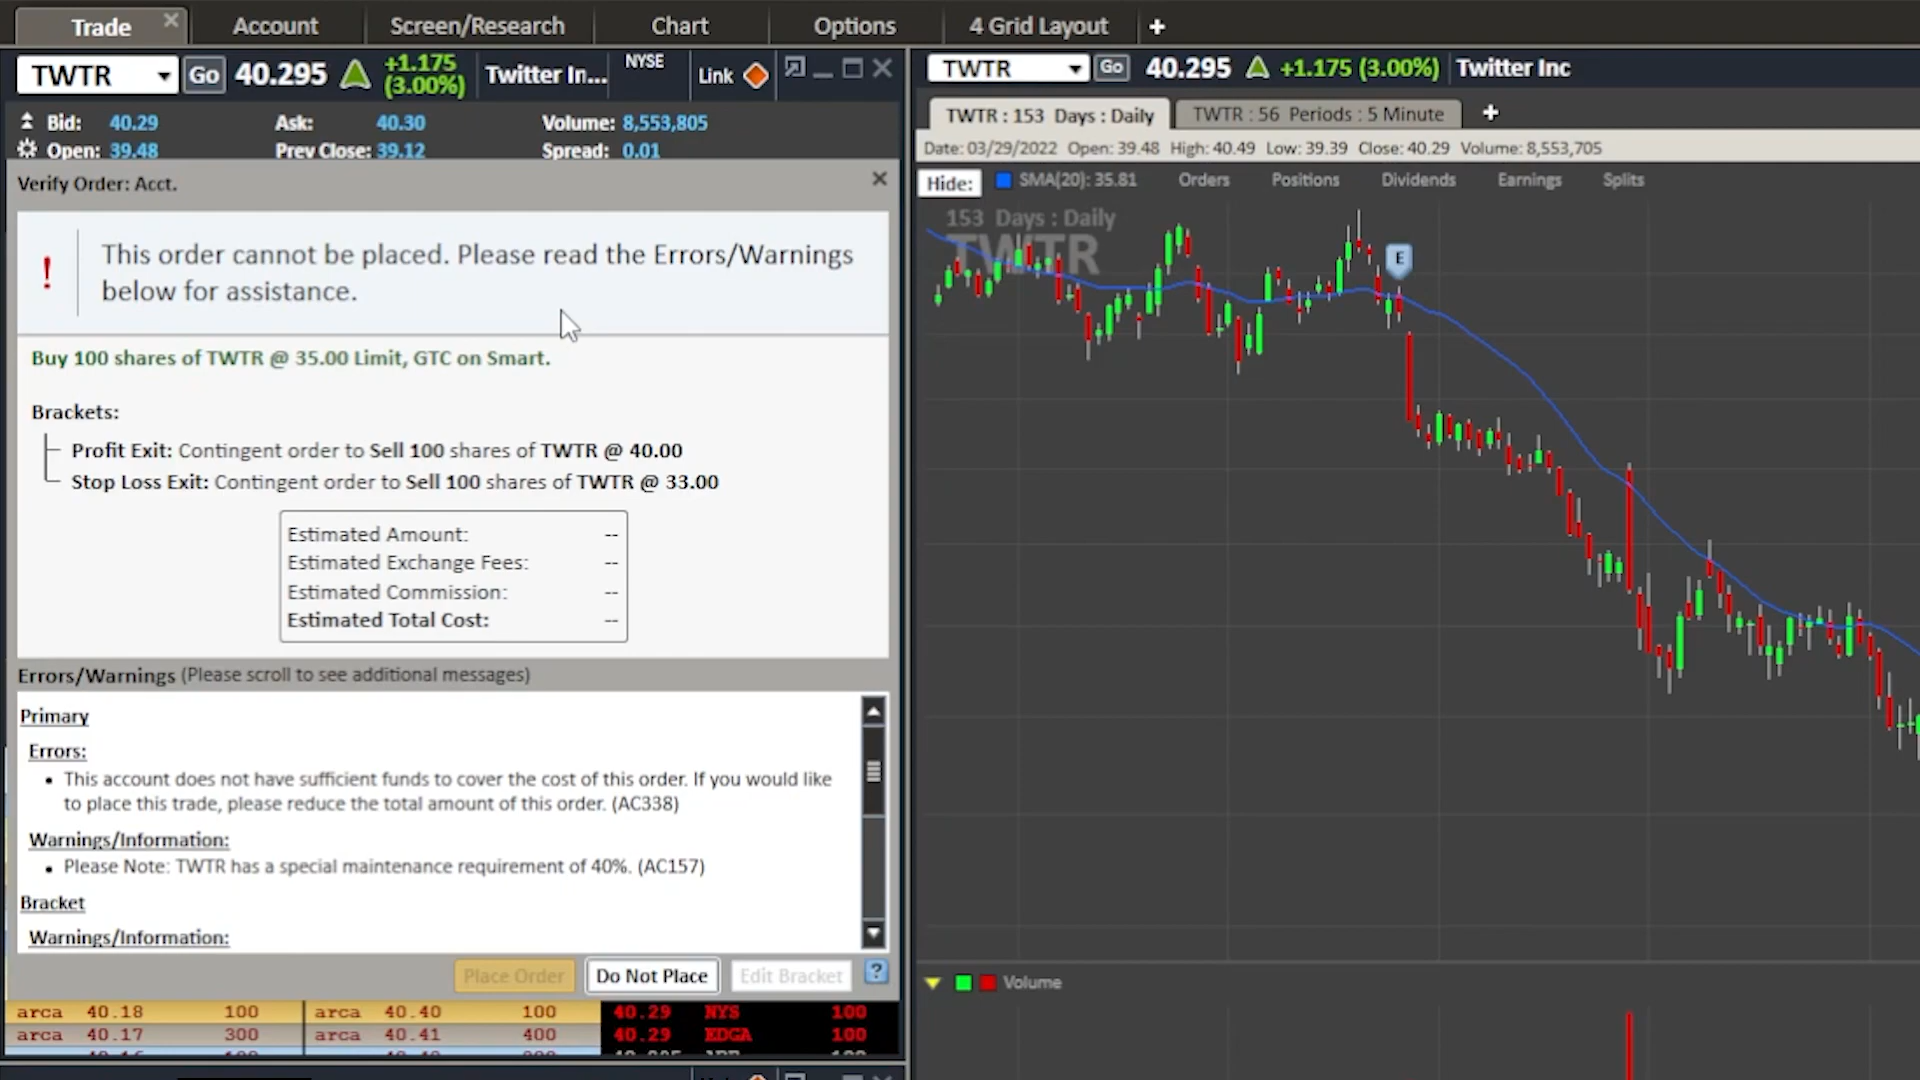 Trade
Account
Screen/Research
Chart
Options
4 Grid Layout
TWTR Go 40.295 +1.175 (3.00%) Twitter In... NYSE Link
Bid: 40.29 Ask: 40.30 Volume: 8,553,805
Open: 39.48 Prev Close: 39.12 Spread: 0.01
Verify Order: Acct.
! This order cannot be placed. Please read the Errors/Warnings
below for assistance.
Buy 100 shares of TWTR @ 35.00 Limit, GTC on Smart.
Brackets:
Profit Exit: Contingent order to Sell 100 shares of TWTR @ 40.00
Stop Loss Exit: Contingent order to Sell 100 shares of TWTR @ 33.00
Estimated Amount: --
Estimated Exchange Fees: --
Estimated Commission: --
Estimated Total Cost: --
Errors/Warnings (Please scroll to see additional messages)
Primary
Errors:
• This account does not have sufficient funds to cover the cost of this order. If you would like
to place this trade, please reduce the total amount of this order. (AC338)
Warnings/Information:
• Please Note: TWTR has a special maintenance requirement of 40%. (AC157)
Bracket
Warnings/Information:
Place Order Do Not Place Edit Bracket ?
arca 40.18 100 arca 40.40 100 40.29 NYS 100
arca 40.17 300 arca 40.41 400 40.29 EDGA 100
TWTR Go 40.295 +1.175 (3.00%) Twitter Inc
TWTR : 153 Days : Daily TWTR : 56 Periods : 5 Minute
Date: 03/29/2022 Open: 39.48 High: 40.49 Low: 39.39 Close: 40.29 Volume: 8,553,705
Hide: SMA(20): 35.81 Orders Positions Dividends Earnings Splits
153 Days : Daily
TWTR
E
Volume